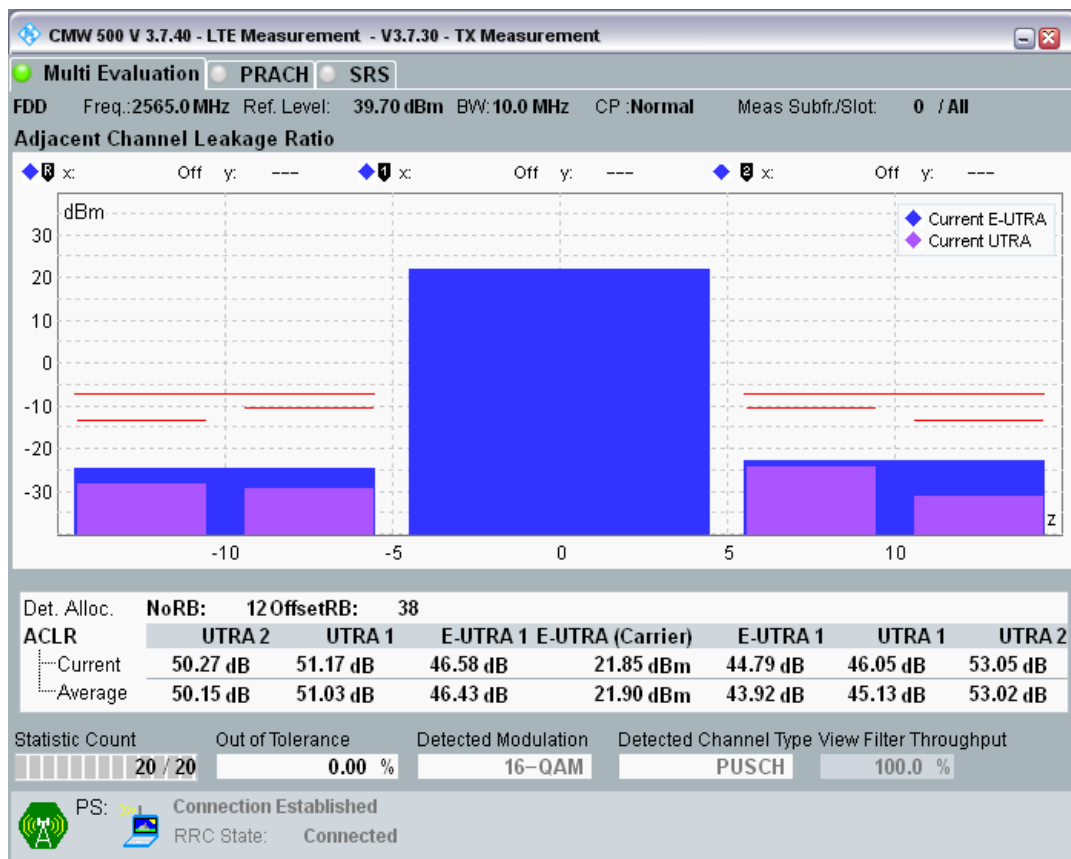 CMW 500 V 3.7.40 - LTE Measurement - V3.7.30 - TX Measurement
Multi Evaluation PRACH SRS
FDD Freq.:2565.0 MHz Ref. Level: 39.70 dBm BW:10.0 MHz CP :Normal Meas Subfr./Slot: 0 / All
Adjacent Channel Leakage Ratio
R x: Off y: --- 1 x: Off y: --- 2 x: Off y: ---
dBm
Current E-UTRA
Current UTRA
30
20
10
0
-10
-20
-30
z
-10 -5 0 5 10
Det. Alloc. NoRB: 12 OffsetRB: 38
ACLR UTRA 2 UTRA 1 E-UTRA 1 E-UTRA (Carrier) E-UTRA 1 UTRA 1 UTRA 2
Current 50.27 dB 51.17 dB 46.58 dB 21.85 dBm 44.79 dB 46.05 dB 53.05 dB
Average 50.15 dB 51.03 dB 46.43 dB 21.90 dBm 43.92 dB 45.13 dB 53.02 dB
Statistic Count Out of Tolerance Detected Modulation Detected Channel Type View Filter Throughput
20 / 20 0.00 % 16-QAM PUSCH 100.0 %
PS: Connection Established
RRC State: Connected